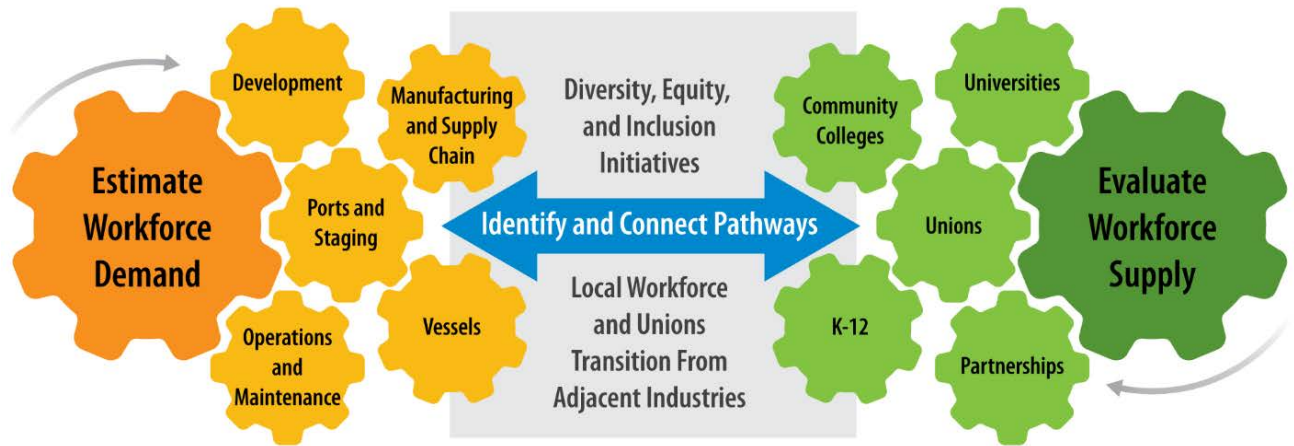 Estimate
Workforce
Demand
Development
Manufacturing
and Supply
Chain
Ports and
Staging
Operations
and
Maintenance
Vessels
Diversity, Equity,
and Inclusion
Initiatives
Identify and Connect Pathways
Local Workforce
and Unions
Transition From
Adjacent Industries
Community
Colleges
Universities
Unions
K-12
Partnerships
Evaluate
Workforce
Supply